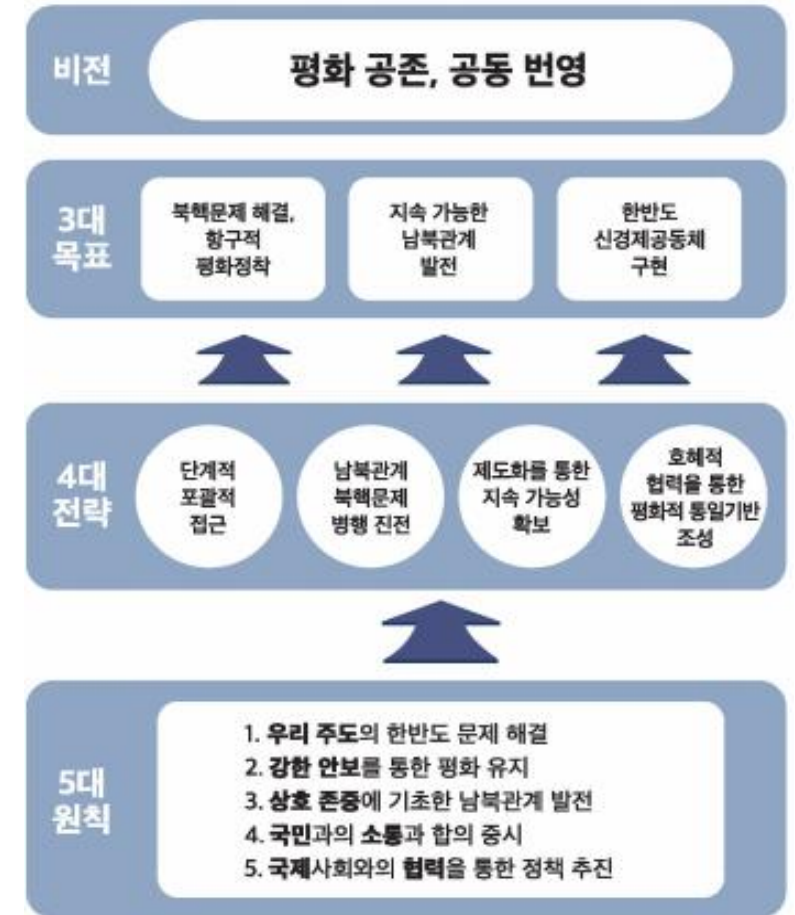 비전
평화 공존, 공동 번영
3대
목표
북핵문제 해결,
항구적
평화정착
지속 가능한
남북관계
발전
한반도
신경제공동체
구현
4대
전략
단계적
포괄적
접근
남북관계
북핵문제
병행 진전
제도화를 통한
지속 가능성
확보
호혜적
협력을 통한
평화적 통일기반
조성
5대
원칙
1. 우리 주도의 한반도 문제 해결
2. 강한 안보를 통한 평화 유지
3. 상호 존중에 기초한 남북관계 발전
4. 국민과의 소통과 합의 중시
5. 국제사회와의 협력을 통한 정책 추진